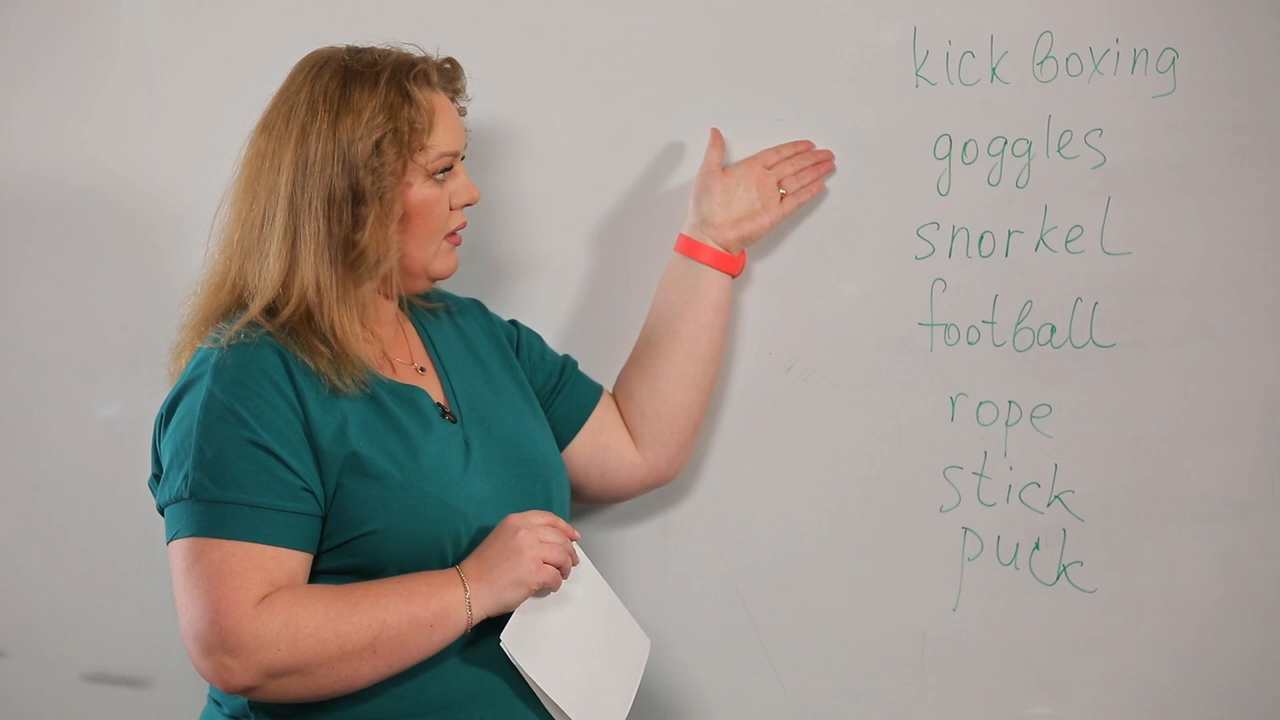 kick boxing
goggles
snorkel
football
rope
stick
puck